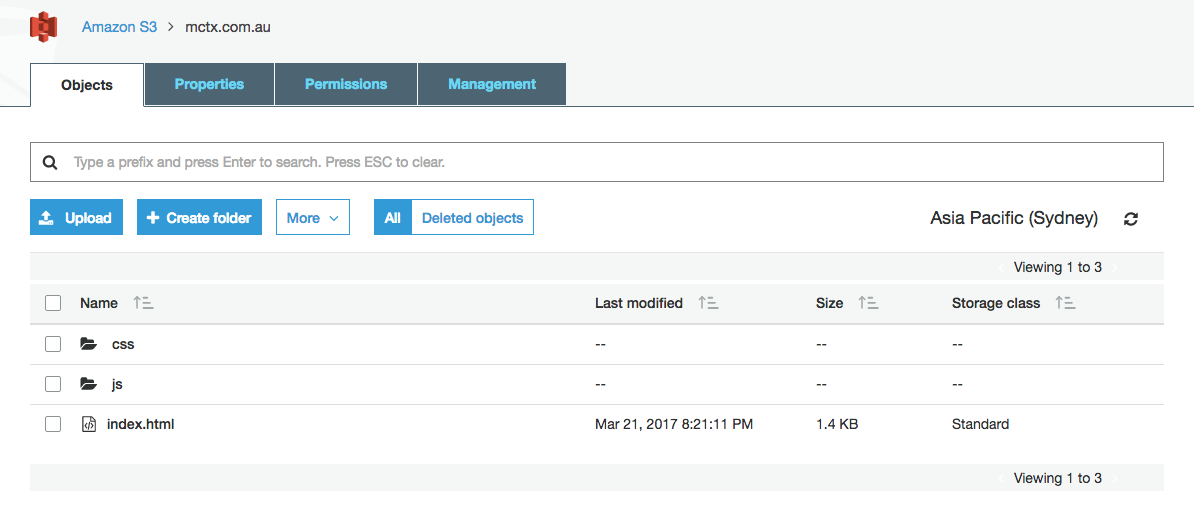 Amazon S3 > mctx.com.au
Objects Properties Permissions Management
Type a prefix and press Enter to search. Press ESC to clear.
Upload Create folder More All Deleted objects Asia Pacific (Sydney)
Viewing 1 to 3
Name Last modified Size Storage class
css -- -- --
js -- -- --
index.html Mar 21, 2017 8:21:11 PM 1.4 KB Standard
Viewing 1 to 3